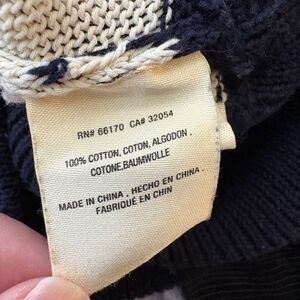 RN# 66170 CA# 32054
100% COTTON, COTON, ALGODON,
COTONE,BAUMWOLLE
MADE IN CHINA , HECHO EN CHINA ,
FABRIQUÉ EN CHIN